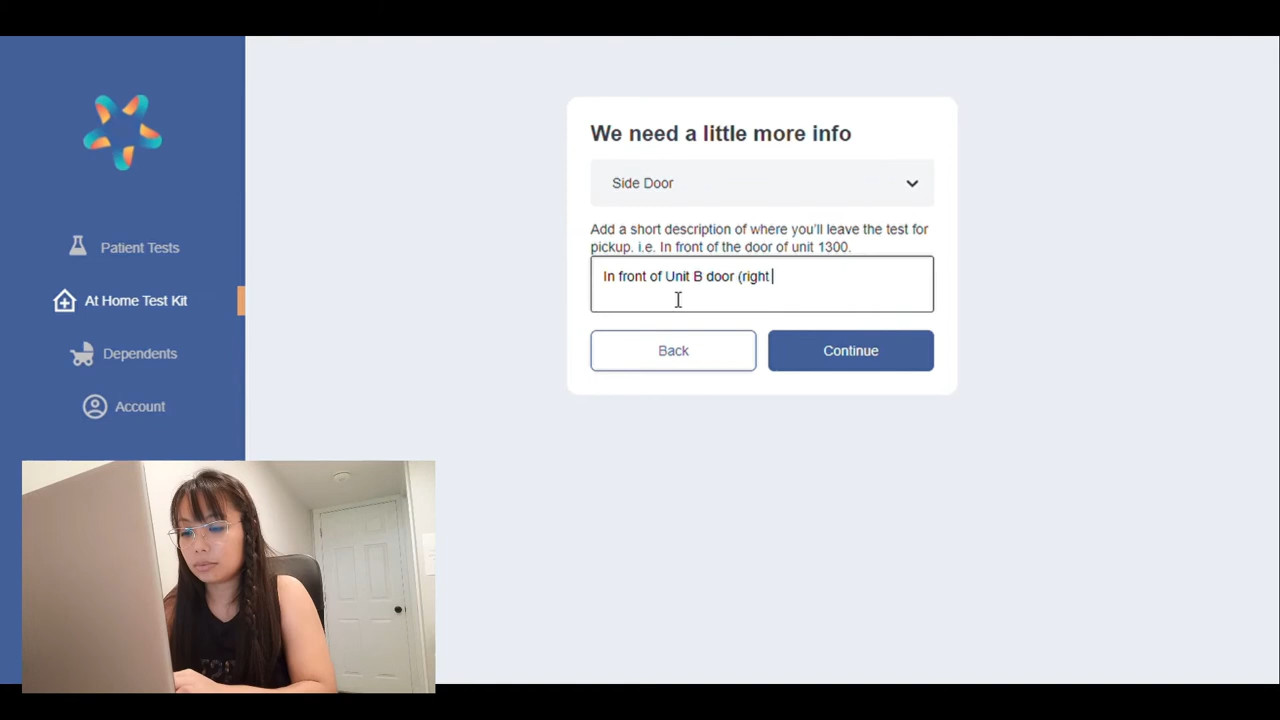 We need a little more info
Side Door
Add a short description of where you'll leave the test for
pickup. i.e. In front of the door of unit 1300.
In front of Unit B door (right
Back
Continue
Patient Tests
At Home Test Kit
Dependents
Account